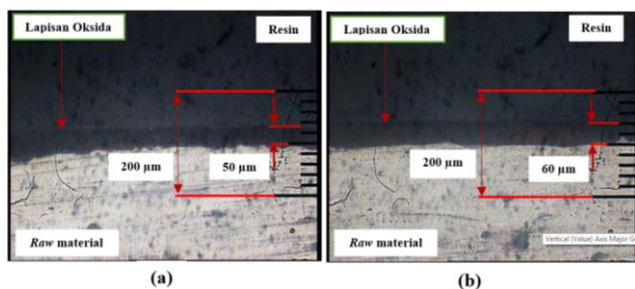 Lapisan Oksida
Resin
200 µm
50 µm
Raw material
(a)
Lapisan Oksida
Resin
200 µm
60 µm
Vertical (Value) Axis Major G
Raw material
(b)